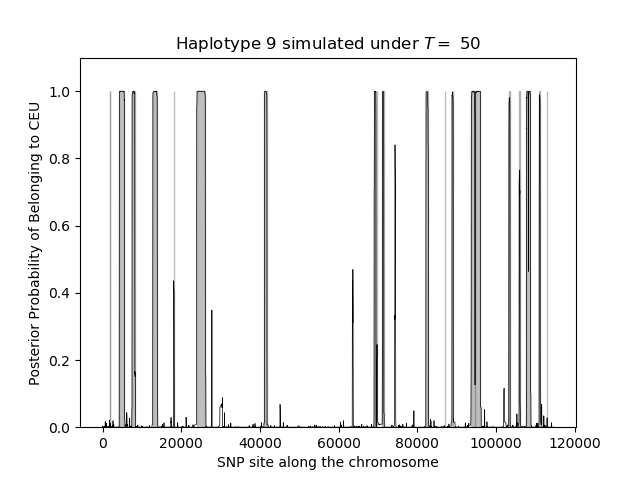 Haplotype 9 simulated under T = 50
Posterior Probability of Belonging to CEU
1.0
0.8
0.6
0.4
0.2
0.0
0 20000 40000 60000 80000 100000 120000
SNP site along the chromosome